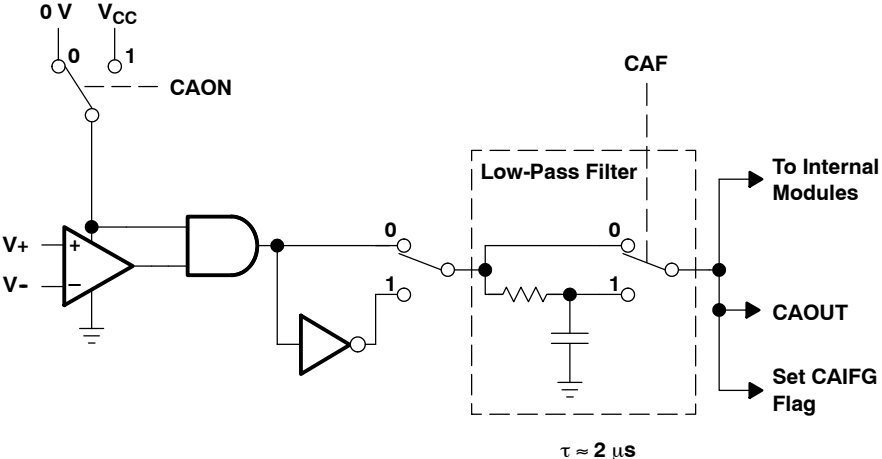 0 V VCC
0 1
CAON
CAF
Low-Pass Filter
To Internal
Modules
V+
+
V-
−
0
1
0
1
CAOUT
Set CAIFG
Flag
τ ≈ 2 μs